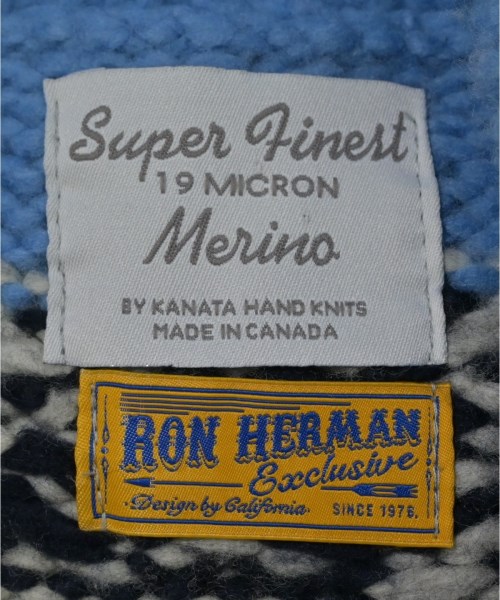 Super Finest
19 MICRON
Merino
BY KANATA HAND KNITS
MADE IN CANADA
RON HERMAN
Exclusive
Design by California. SINCE 1976.